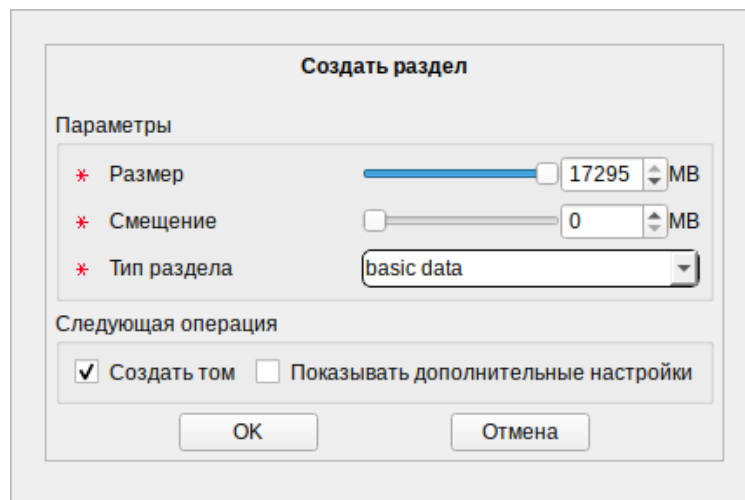 Создать раздел
Параметры
* Размер 17295 MB
* Смещение 0 MB
* Тип раздела basic data
Следующая операция
Создать том Показывать дополнительные настройки
OK Отмена